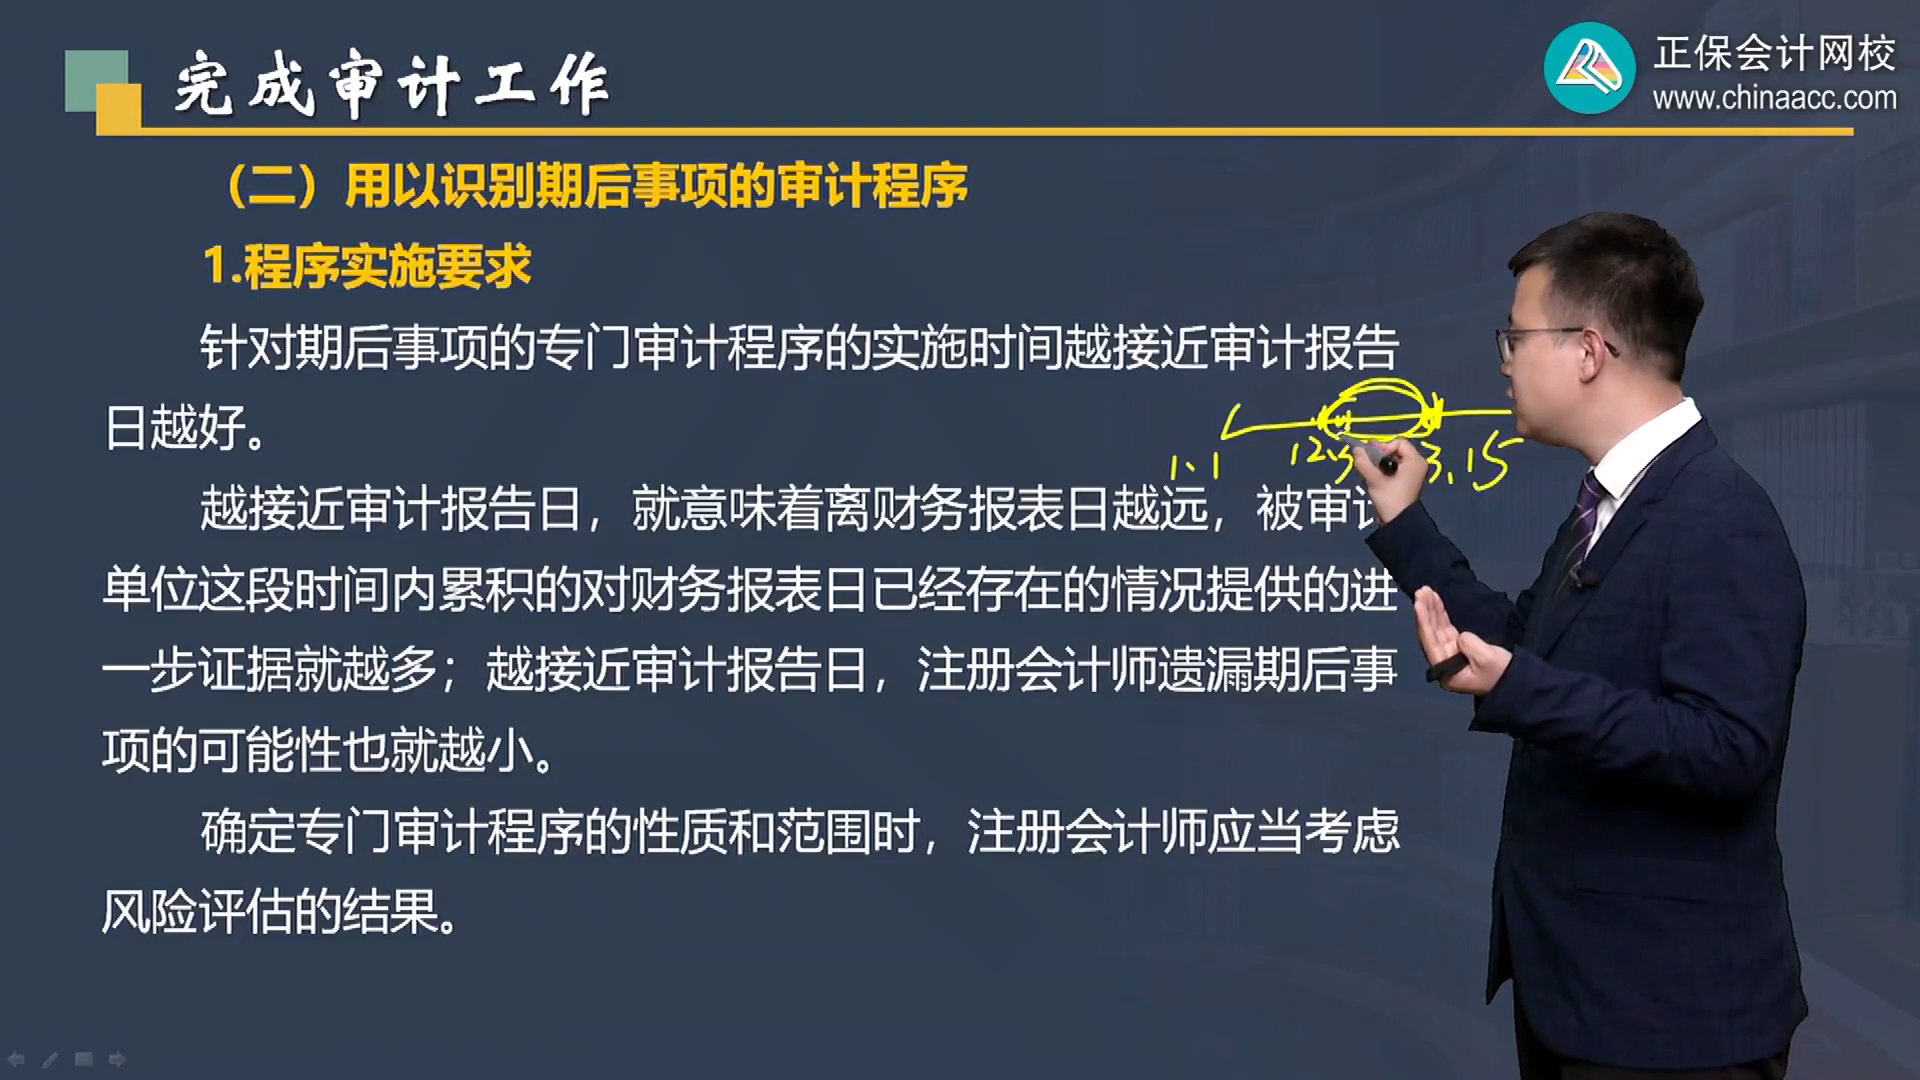 完成审计工作
正保会计网校
www.chinaacc.com
（二）用以识别期后事项的审计程序
1.程序实施要求
针对期后事项的专门审计程序的实施时间越接近审计报告
日越好。
1.1
3.15
越接近审计报告日，就意味着离财务报表日越远，被审计
单位这段时间内累积的对财务报表日已经存在的情况提供的进
一步证据就越多；越接近审计报告日，注册会计师遗漏期后事
项的可能性也就越小。
确定专门审计程序的性质和范围时，注册会计师应当考虑
风险评估的结果。